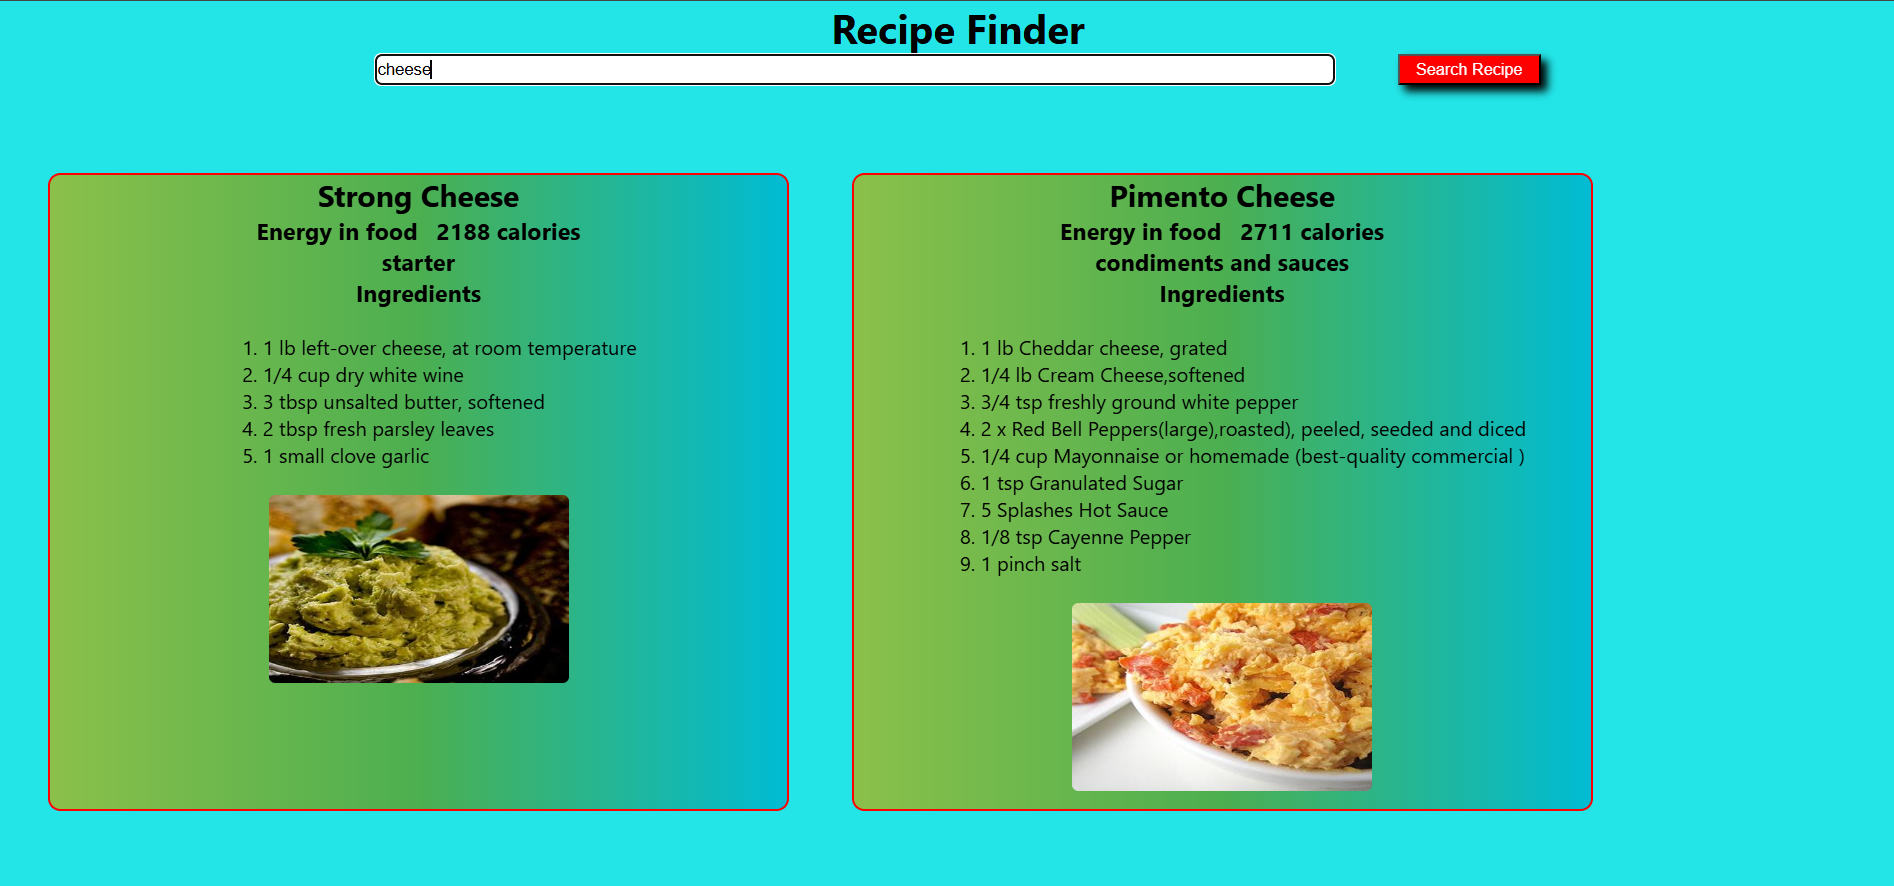 Recipe Finder
cheese
Search Recipe
Strong Cheese
Energy in food 2188 calories
starter
Ingredients
1. 1 lb left-over cheese, at room temperature
2. 1/4 cup dry white wine
3. 3 tbsp unsalted butter, softened
4. 2 tbsp fresh parsley leaves
5. 1 small clove garlic
Pimento Cheese
Energy in food 2711 calories
condiments and sauces
Ingredients
1. 1 lb Cheddar cheese, grated
2. 1/4 lb Cream Cheese,softened
3. 3/4 tsp freshly ground white pepper
4. 2 x Red Bell Peppers(large),roasted), peeled, seeded and diced
5. 1/4 cup Mayonnaise or homemade (best-quality commercial )
6. 1 tsp Granulated Sugar
7. 5 Splashes Hot Sauce
8. 1/8 tsp Cayenne Pepper
9. 1 pinch salt